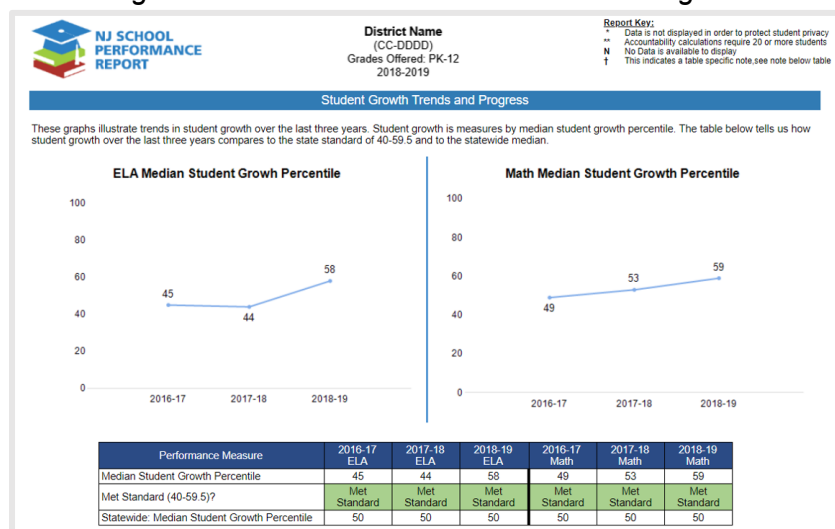 NJ SCHOOL
PERFORMANCE
REPORT
District Name
(CC-DDDD)
Grades Offered: PK-12
2018-2019
Report Key:
* Data is not displayed in order to protect student privacy
** Accountability calculations require 20 or more students
N No Data is available to display
† This indicates a table specific note,see note below table
Student Growth Trends and Progress
These graphs illustrate trends in student growth over the last three years. Student growth is measures by median student growth percentile. The table below tells us how
student growth over the last three years compares to the state standard of 40-59.5 and to the statewide median.
ELA Median Student Growh Percentile
100
80
60
40
20
0
45
44
58
2016-17 2017-18 2018-19
Math Median Student Growth Percentile
100
80
60
40
20
0
49
53
59
2016-17 2017-18 2018-19
Performance Measure 2016-17 ELA 2017-18 ELA 2018-19 ELA 2016-17 Math 2017-18 Math 2018-19 Math
Median Student Growth Percentile 45 44 58 49 53 59
Met Standard (40-59.5)? Met Standard Met Standard Met Standard Met Standard Met Standard Met Standard
Statewide: Median Student Growth Percentile 50 50 50 50 50 50